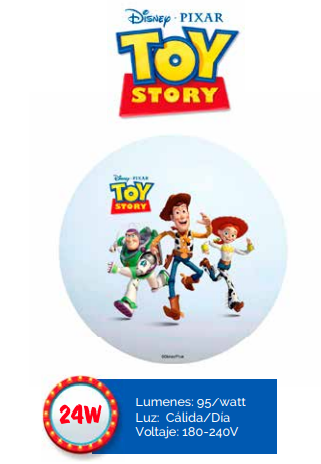 Disney · PIXAR
TOY
STORY
Disney · PIXAR
TOY
STORY
©Disney/Pixar
24W
Lumenes: 95/watt
Luz: Cálida/Día
Voltaje: 180-240V